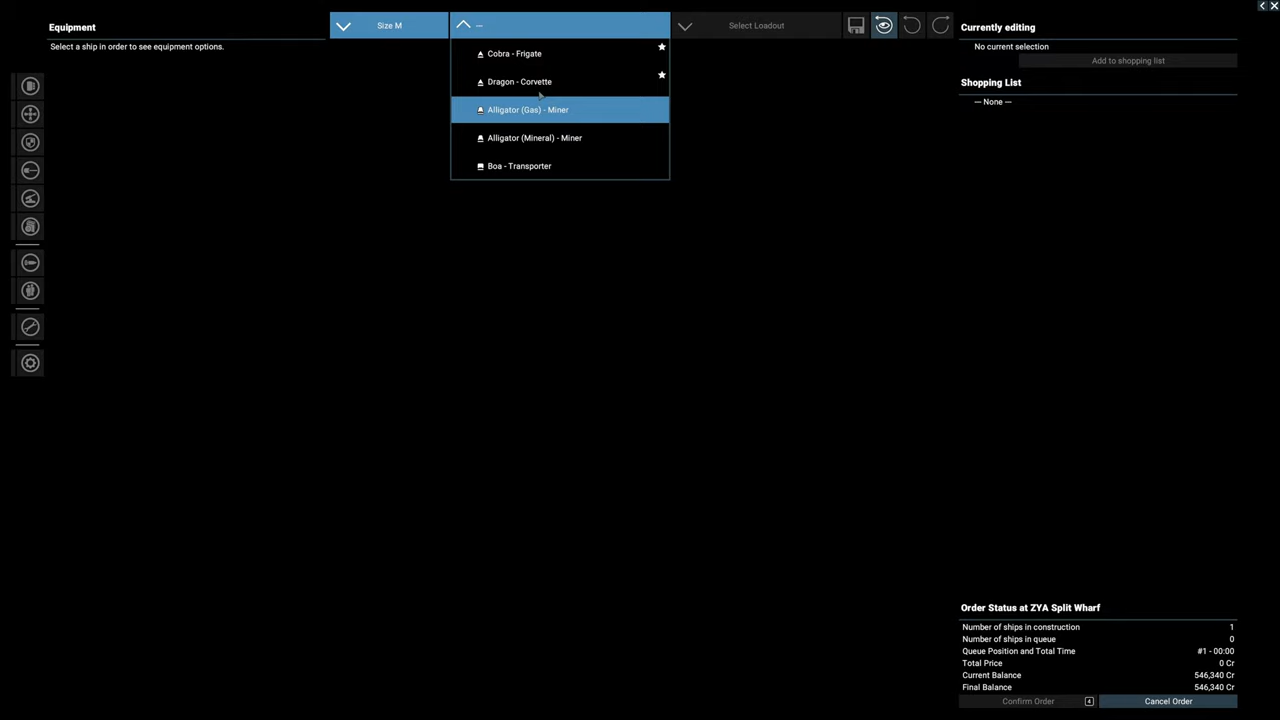 Equipment
Select a ship in order to see equipment options.
Size M
—
Select Loadout
Cobra - Frigate
Dragon - Corvette
Alligator (Gas) - Miner
Alligator (Mineral) - Miner
Boa - Transporter
Currently editing
No current selection
Add to shopping list
Shopping List
— None —
Order Status at ZYA Split Wharf
Number of ships in construction 1
Number of ships in queue 0
Queue Position and Total Time #1 - 00:00
Total Price 0 Cr
Current Balance 546,340 Cr
Final Balance 546,340 Cr
Confirm Order 4 Cancel Order